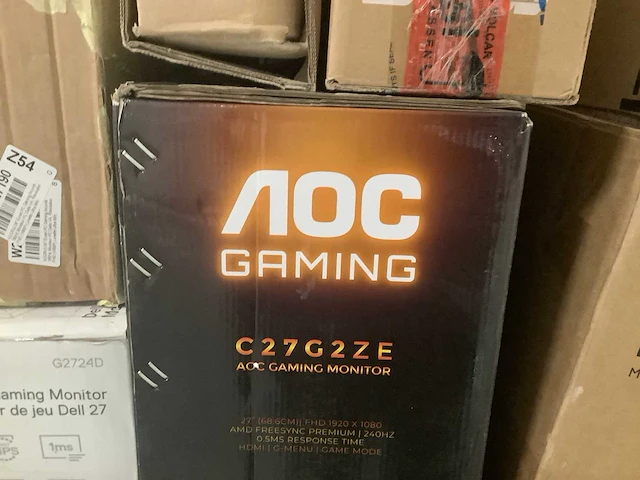 AOC
GAMING
C27G2ZE
AOC GAMING MONITOR
27" (68.6CM) | FHD 1920 X 1080
AMD FREESYNC PREMIUM | 240HZ
0.5MS RESPONSE TIME
HDMI | G-MENU | GAME MODE
Z54
G2724D
aming Monitor
r de jeu Dell 27
1ms